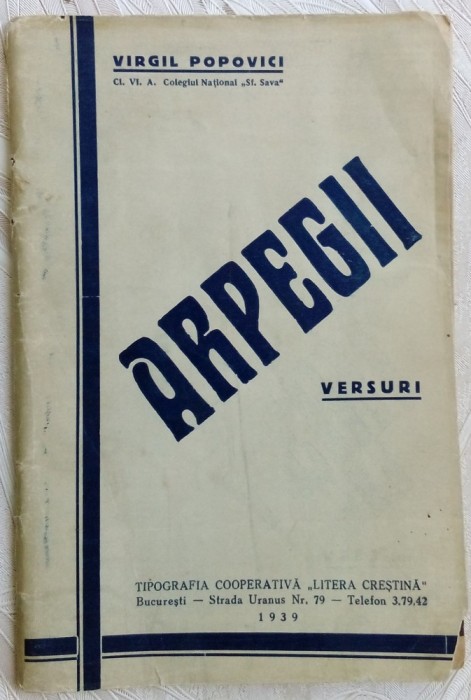 VIRGIL POPOVICI
Cl. VI. A. Colegiul Național „Sf. Sava“
ARPEGII
VERSURI
TIPOGRAFIA COOPERATIVĂ „LITERA CREȘTINĂ“
București — Strada Uranus Nr. 79 — Telefon 3.79.42
1939